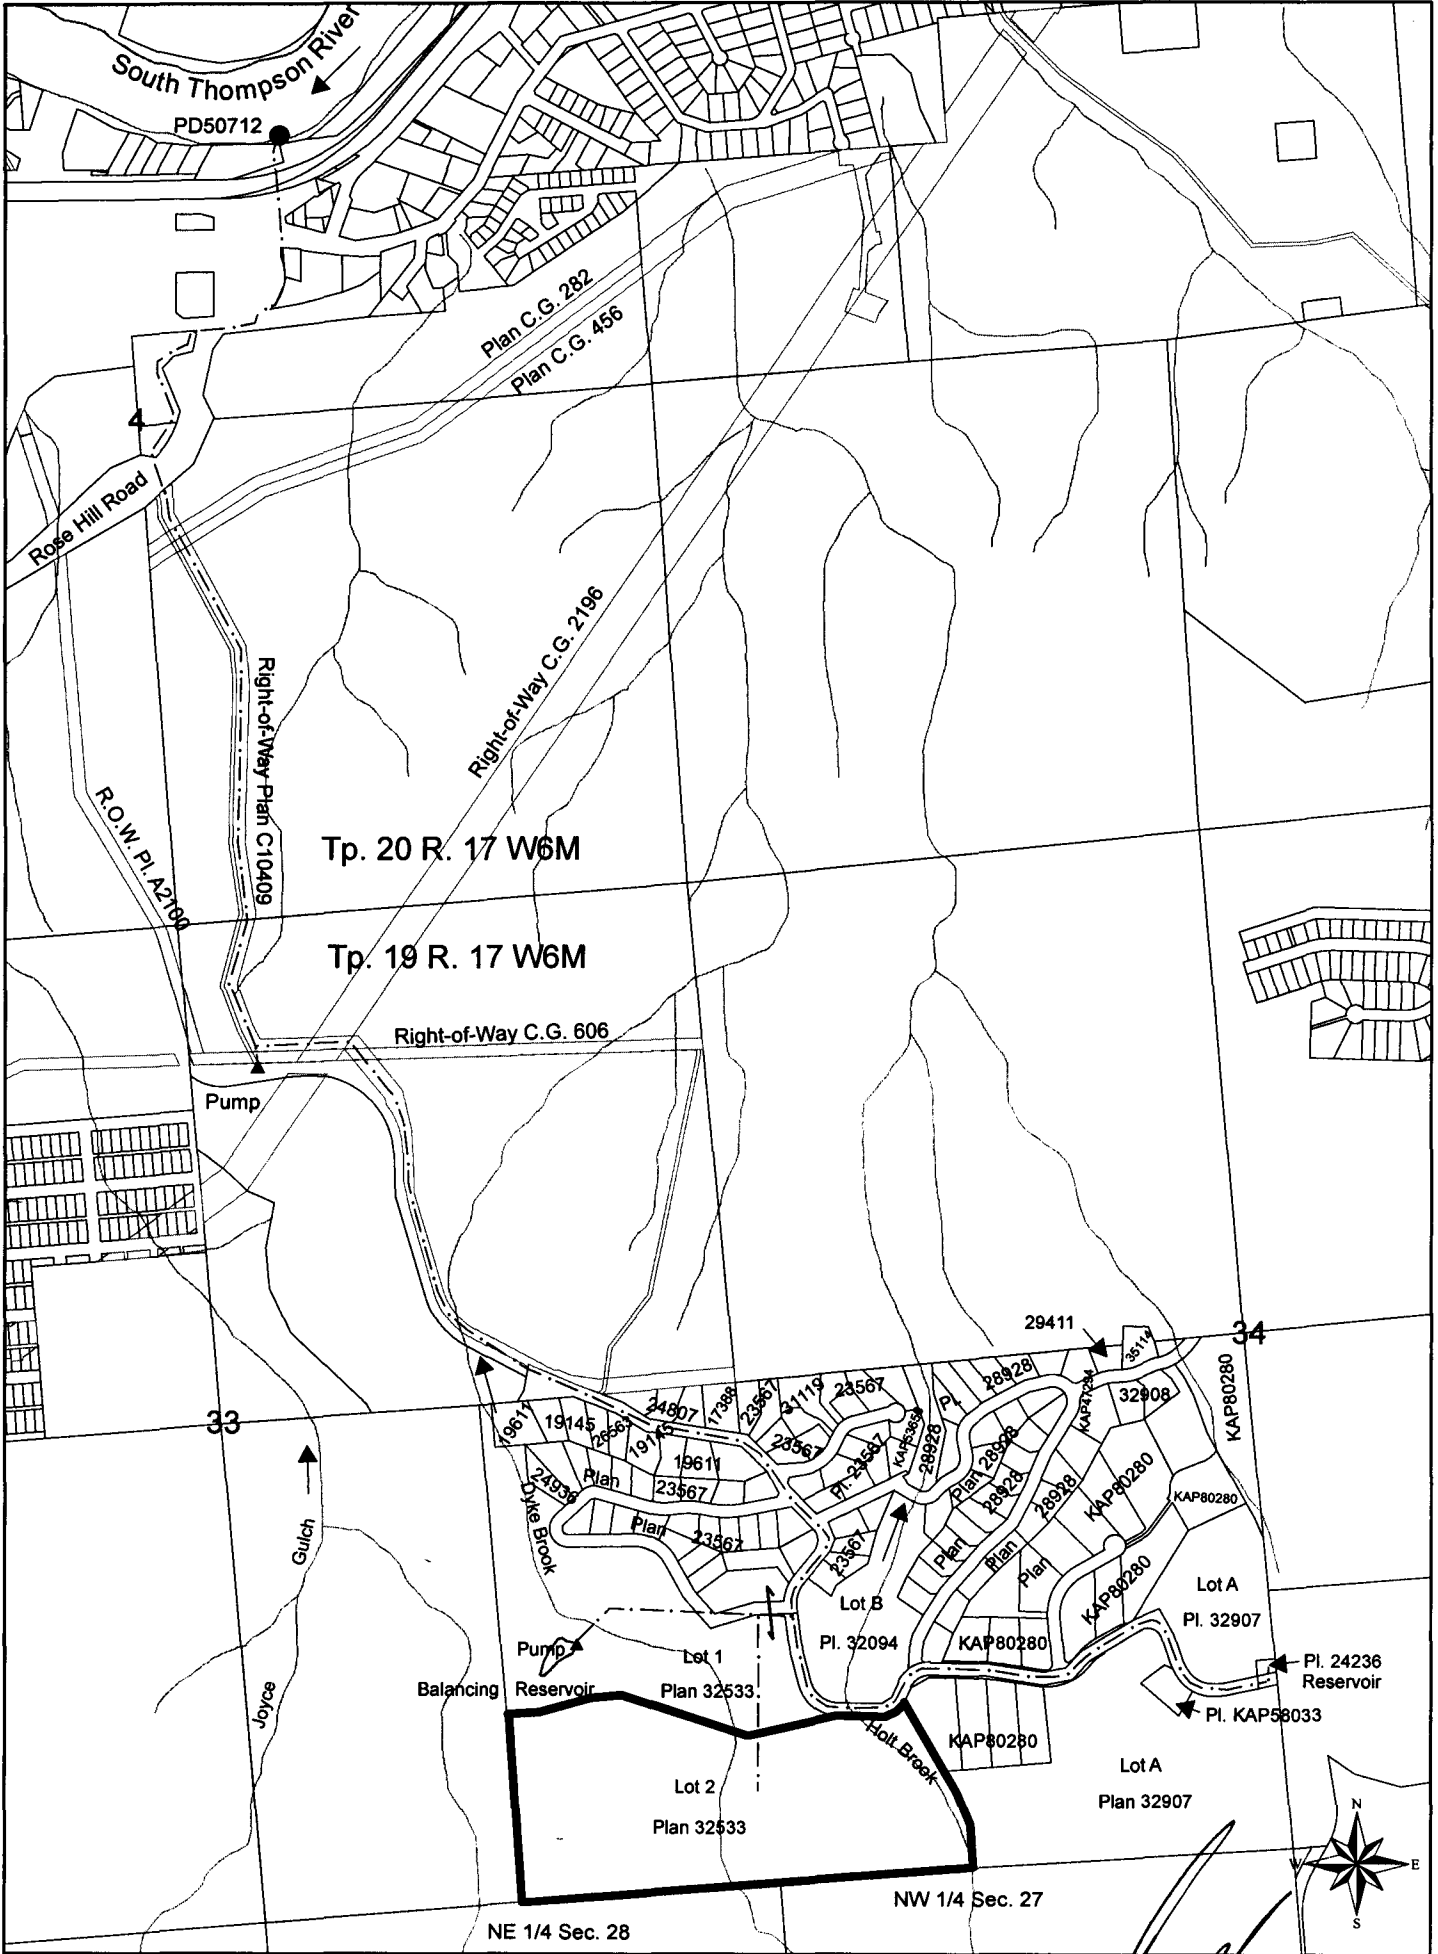 South Thompson River
PD50712
Plan C.G. 282
Plan C.G. 456
4
Rose Hill Road
Right-of-Way C.G. 2196
Right-of-Way Plan C10409
R.O.W. Pl. A2100
Tp. 20 R. 17 W6M
Tp. 19 R. 17 W6M
Right-of-Way C.G. 606
Pump
29411
34
35114
KAP80280
28928
Pl.
KAP47294
32908
33
19611
19145
26563
19145
24807
17388
23567
31119
23567
23567
Pl. 23567
KAP53654
28928
19611
24936
Plan
23567
Plan
23567
Dyke Brook
Plan 28928
28928
28928
Plan
Plan
Plan
KAP80280
KAP80280
KAP80280
23567
Gulch
Lot B
Pl. 32094
KAP80280
Lot A
Pl. 32907
Pump
Lot 1
Plan 32533
Balancing Reservoir
Joyce
Pl. 24236
Reservoir
Pl. KAP58033
Holt Brook
KAP80280
Lot A
Plan 32907
Lot 2
Plan 32533
NW 1/4 Sec. 27
NE 1/4 Sec. 28
N
W
E
S